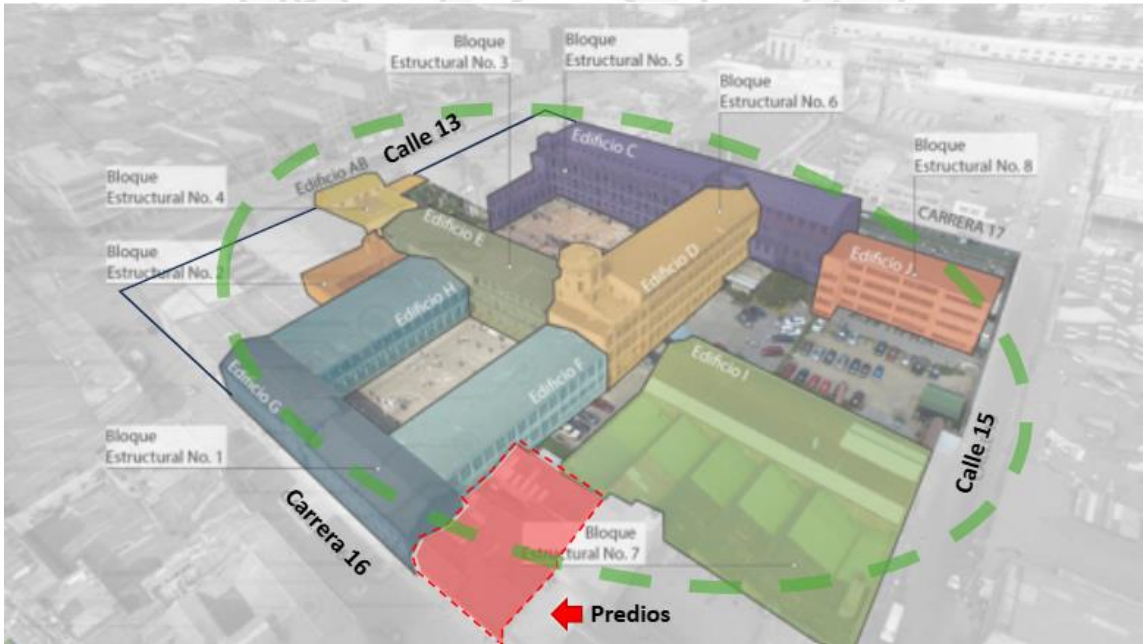 Bloque
Estructural No. 3
Bloque
Estructural No. 5
Bloque
Estructural No. 6
Bloque
Estructural No. 8
Calle 13
Edificio C
Edificio AB
Bloque
Estructural No. 4
CARRERA 17
Edificio E
Edificio J
Edificio D
Bloque
Estructural No. 2
Edificio H
Edificio I
Edificio F
Edificio G
Calle 15
Bloque
Estructural No. 1
Carrera 16
Bloque
Estructural No. 7
Predios